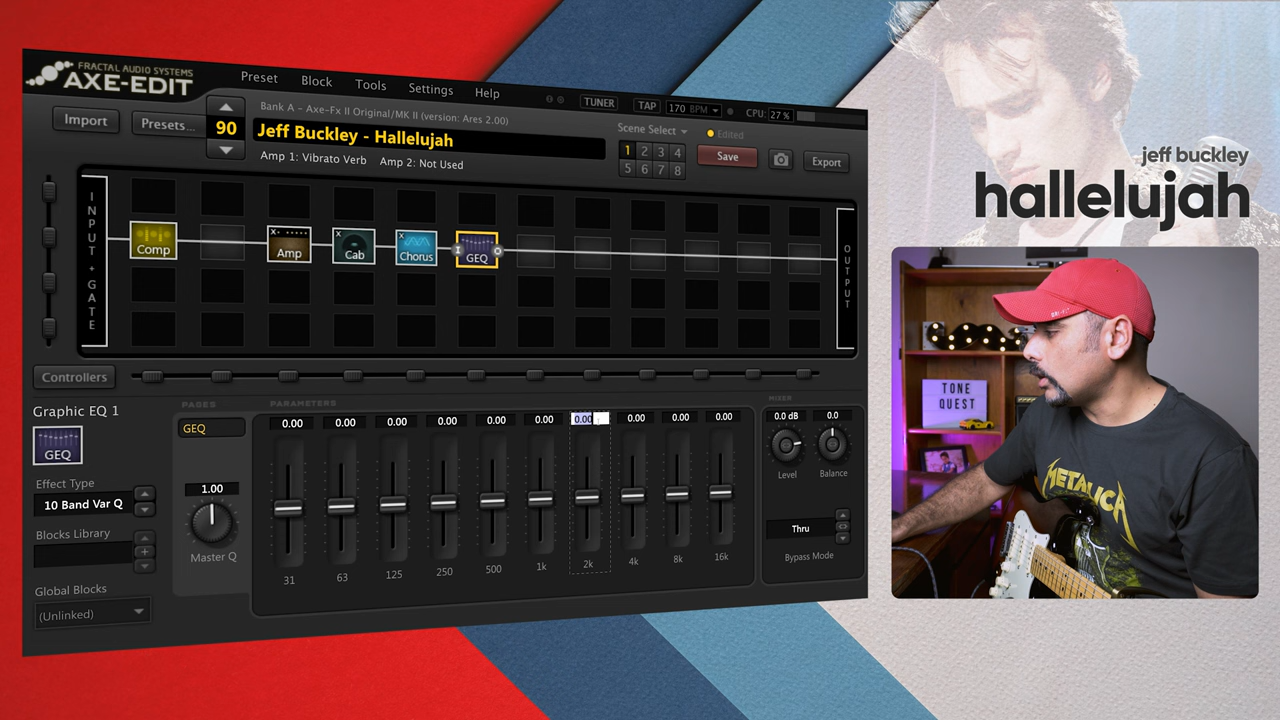 FRACTAL AUDIO SYSTEMS
AXE-EDIT
Preset Block Tools Settings Help
TUNER TAP 170 BPM CPU: 27 %
Import Presets... 90
Bank A - Axe-Fx II Original/MK II (version: Ares 2.00)
Jeff Buckley - Hallelujah
Amp 1: Vibrato Verb Amp 2: Not Used
Scene Select Edited
1 2 3 4
5 6 7 8
Save Export
INPUT + GATE
Comp X Amp X Cab X Chorus I GEQ O
OUTPUT
Controllers
Graphic EQ 1
GEQ
Effect Type
10 Band Var Q
Blocks Library
Global Blocks
(Unlinked)
PAGES
GEQ
1.00
Master Q
PARAMETERS
0.00 0.00 0.00 0.00 0.00 0.00 0.00 0.00 0.00 0.00
31 63 125 250 500 1k 2k 4k 8k 16k
MIXER
0.0 dB 0.0
Level Balance
Thru
Bypass Mode
jeff buckley
hallelujah
TONE
QUEST
METALLICA